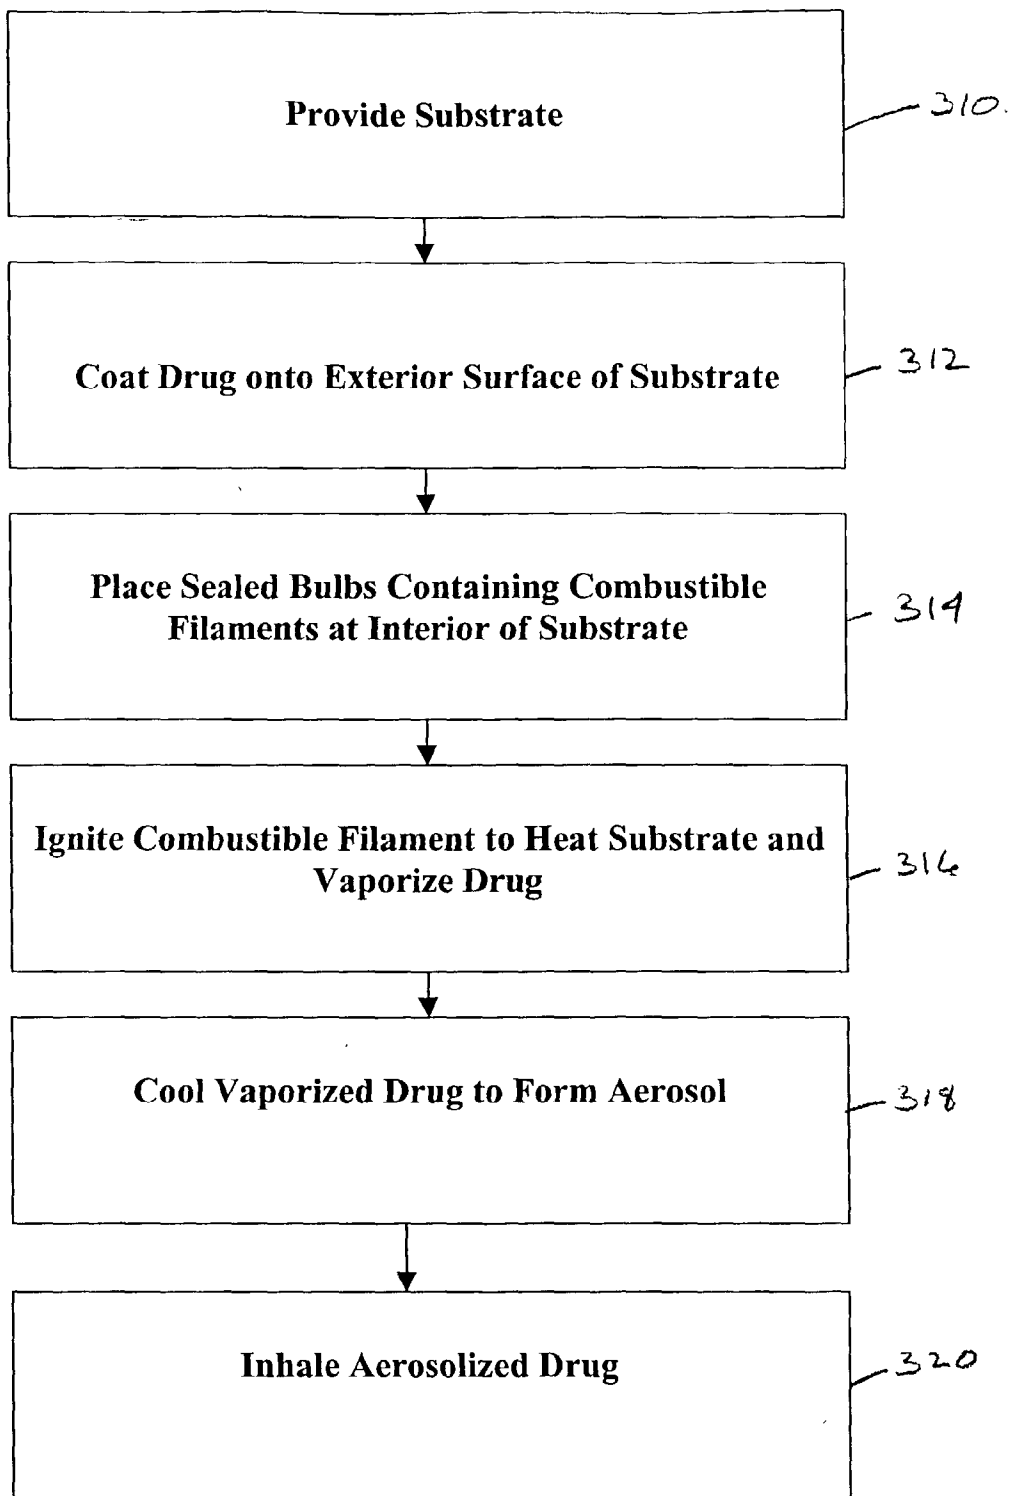 Provide Substrate
310.
Coat Drug onto Exterior Surface of Substrate
312
Place Sealed Bulbs Containing Combustible
Filaments at Interior of Substrate
314
Ignite Combustible Filament to Heat Substrate and
Vaporize Drug
316
Cool Vaporized Drug to Form Aerosol
318
Inhale Aerosolized Drug
320